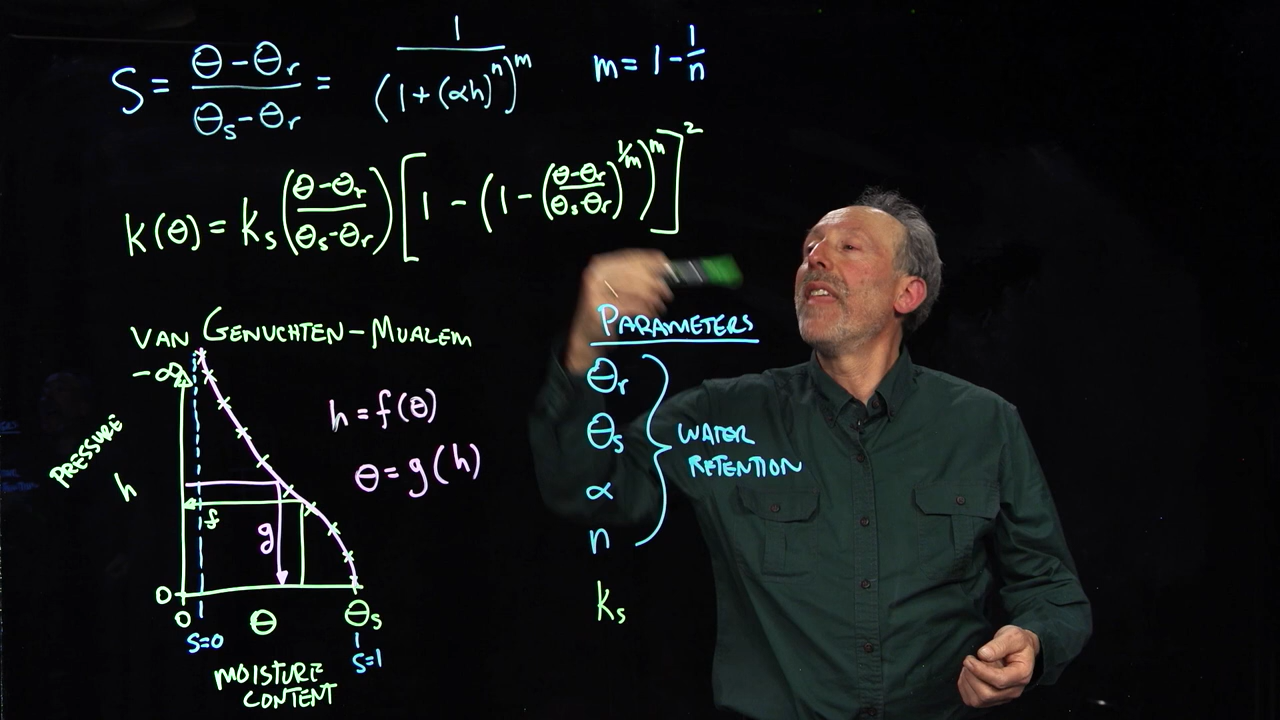 S = (θ - θr)/(θs - θr) = 1/(1 + (αh)^n)^m
m = 1 - 1/n
k(θ) = ks ((θ - θr)/(θs - θr)) [1 - (1 - ((θ - θr)/(θs - θr))^(1/m))^m]^2
VAN GENUCHTEN - MUALEM
PARAMETERS
-∞
h = f(θ)
θ = g(h)
PRESSURE
h
f
g
0
0
θ
θs
S=0
S=1
MOISTURE
CONTENT
θr
θs
α
n
WATER
RETENTION
ks